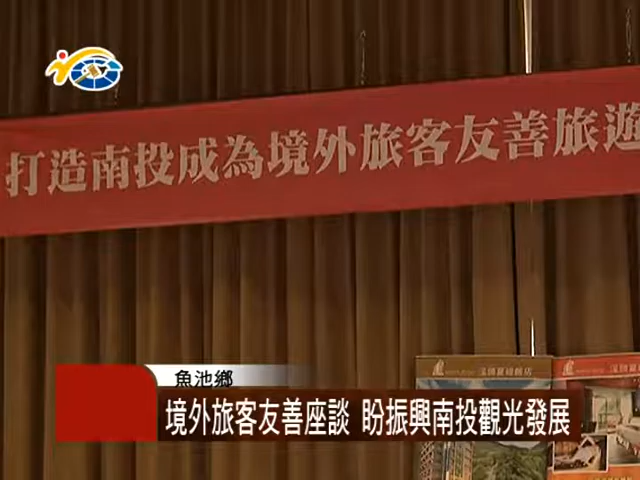 打造南投成為境外旅客友善旅遊
魚池鄉
境外旅客友善座談 盼振興南投觀光發展